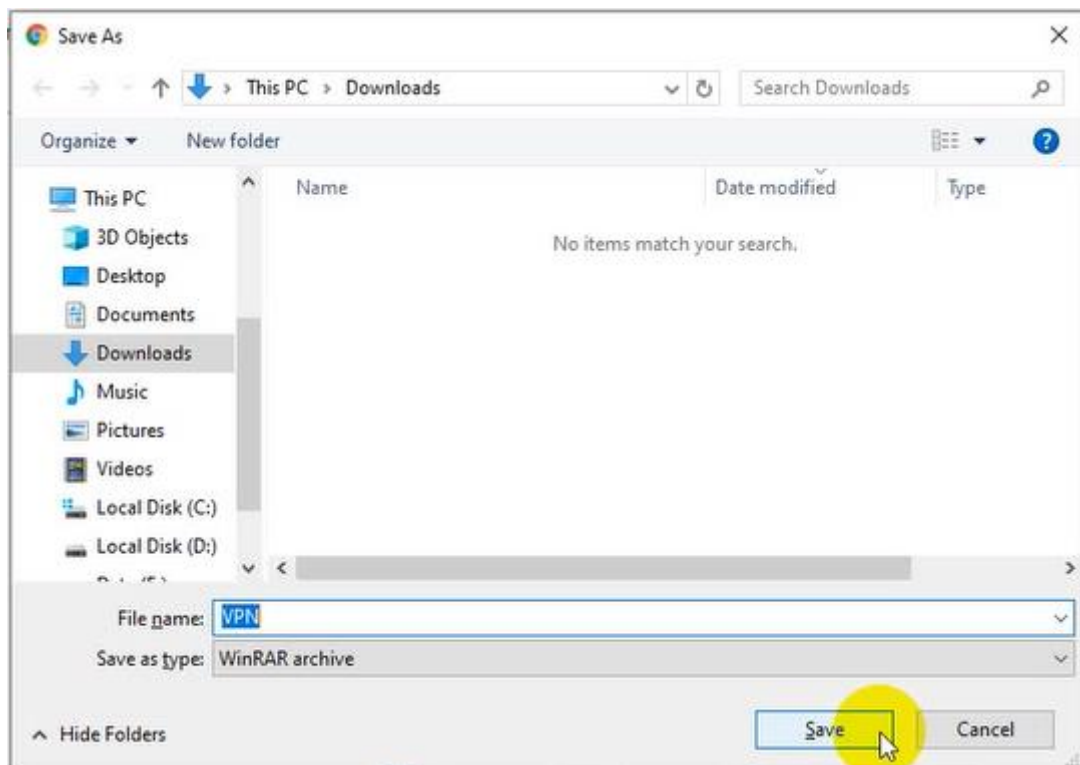 Save As
This PC > Downloads
Search Downloads
Organize
New folder
Name
Date modified
Type
This PC
3D Objects
Desktop
Documents
Downloads
Music
Pictures
Videos
Local Disk (C:)
Local Disk (D:)
No items match your search.
File name: VPN
Save as type: WinRAR archive
Hide Folders
Save
Cancel